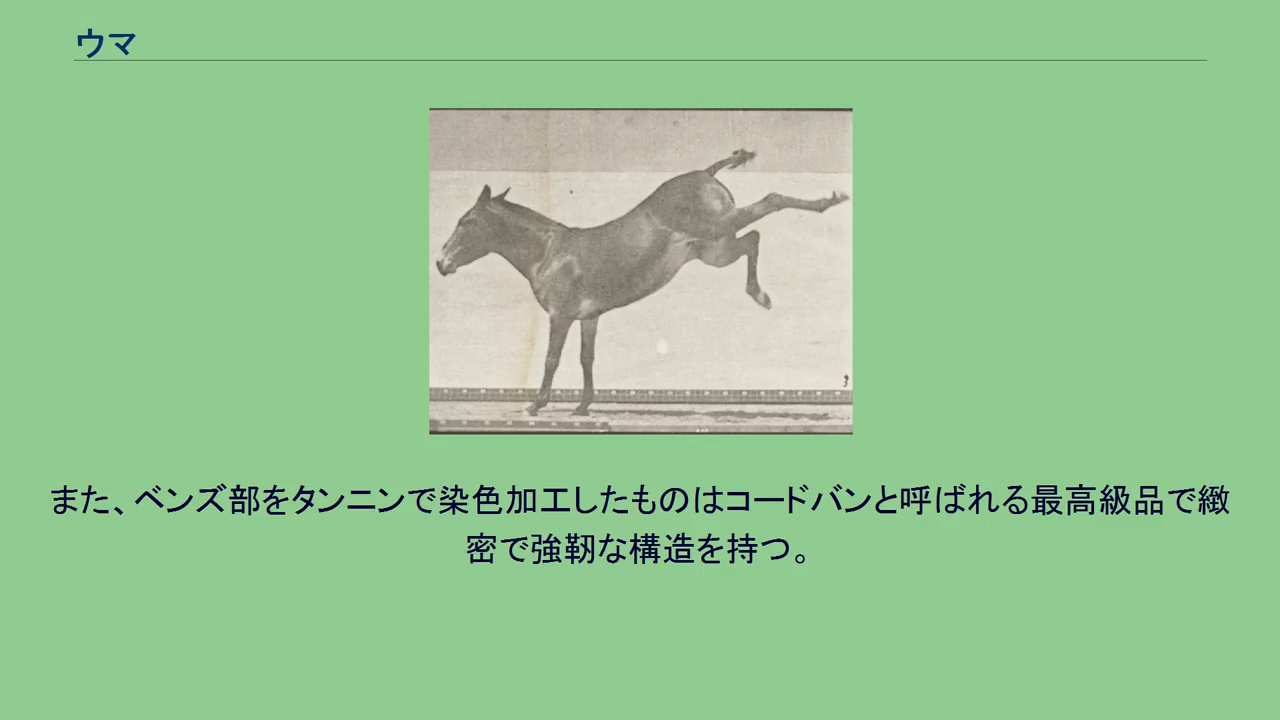 ウマ
また、ベンズ部をタンニンで染色加工したものはコードバンと呼ばれる最高級品で緻
密で強靭な構造を持つ。